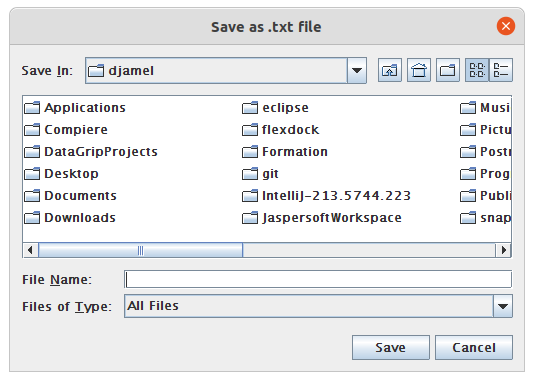 Save as .txt file
Save In: djamel
Applications eclipse Musi
Compiere flexdock Pictu
DataGripProjects Formation Postm
Desktop git Prog
Documents IntelliJ-213.5744.223 Publi
Downloads JaspersoftWorkspace snap
File Name:
Files of Type: All Files
Save Cancel